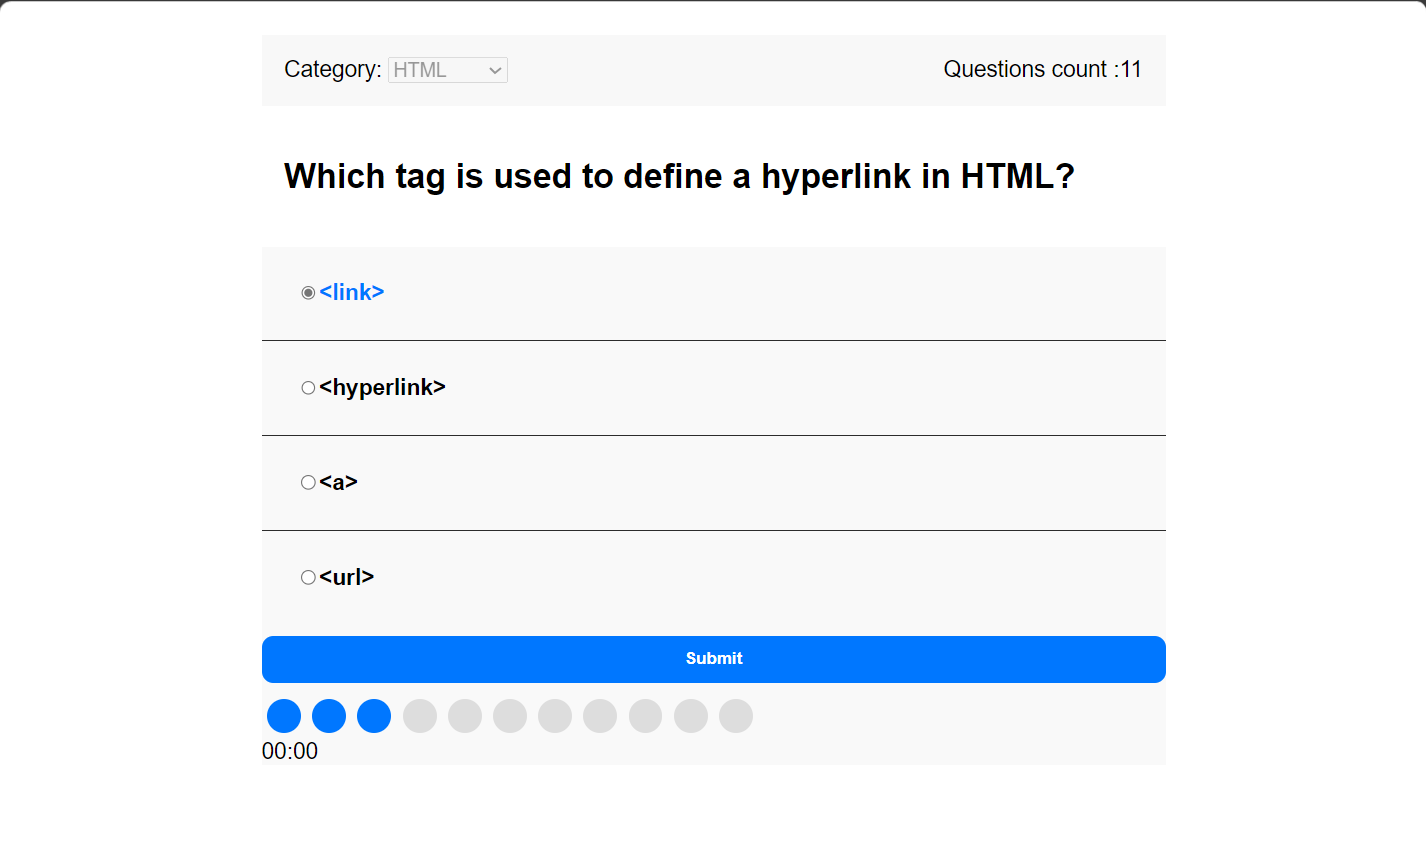 Category: HTML Questions count :11
Which tag is used to define a hyperlink in HTML?
<link>
<hyperlink>
<a>
<url>
Submit
00:00